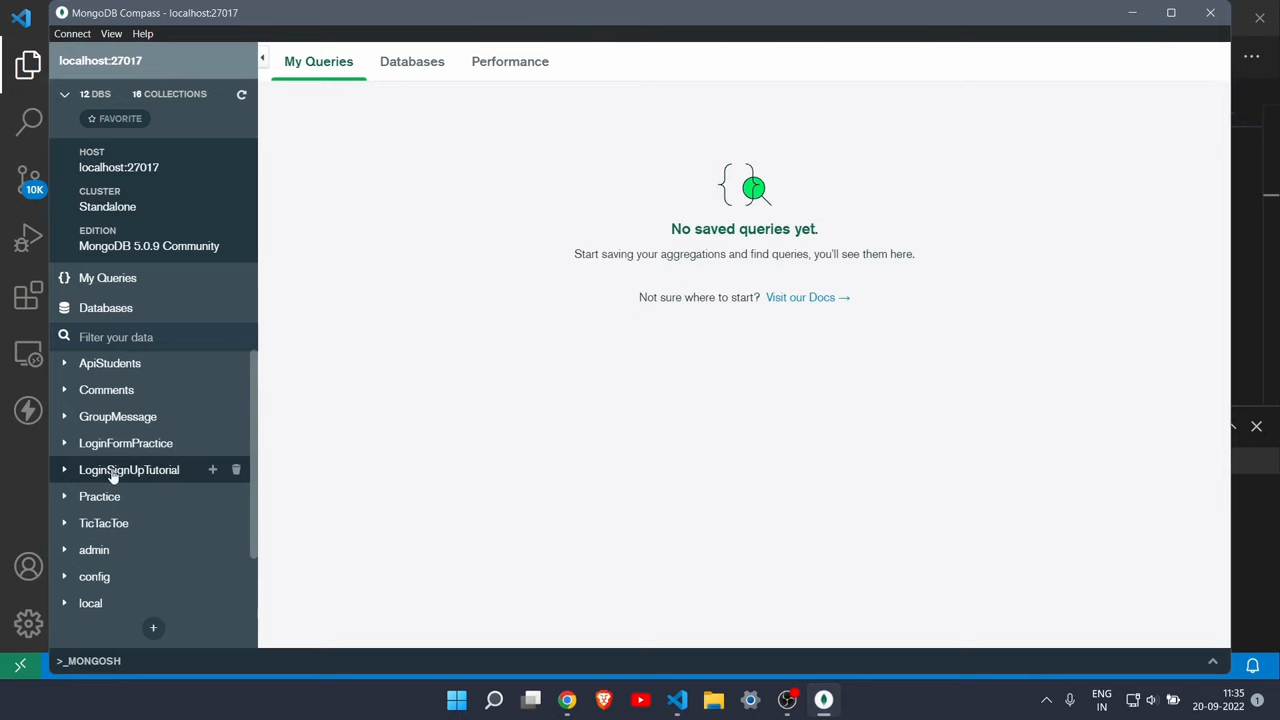 MongoDB Compass - localhost:27017
Connect View Help
localhost:27017
My Queries Databases Performance
12 DBS 16 COLLECTIONS
FAVORITE
HOST
localhost:27017
CLUSTER
Standalone
EDITION
MongoDB 5.0.9 Community
{} My Queries
Databases
Filter your data
ApiStudents
Comments
GroupMessage
LoginFormPractice
LoginSignUpTutorial
Practice
TicTacToe
admin
config
local
+
No saved queries yet.
Start saving your aggregations and find queries, you'll see them here.
Not sure where to start? Visit our Docs →
>_MONGOSH
10K
ENG
IN
11:35
20-09-2022
1